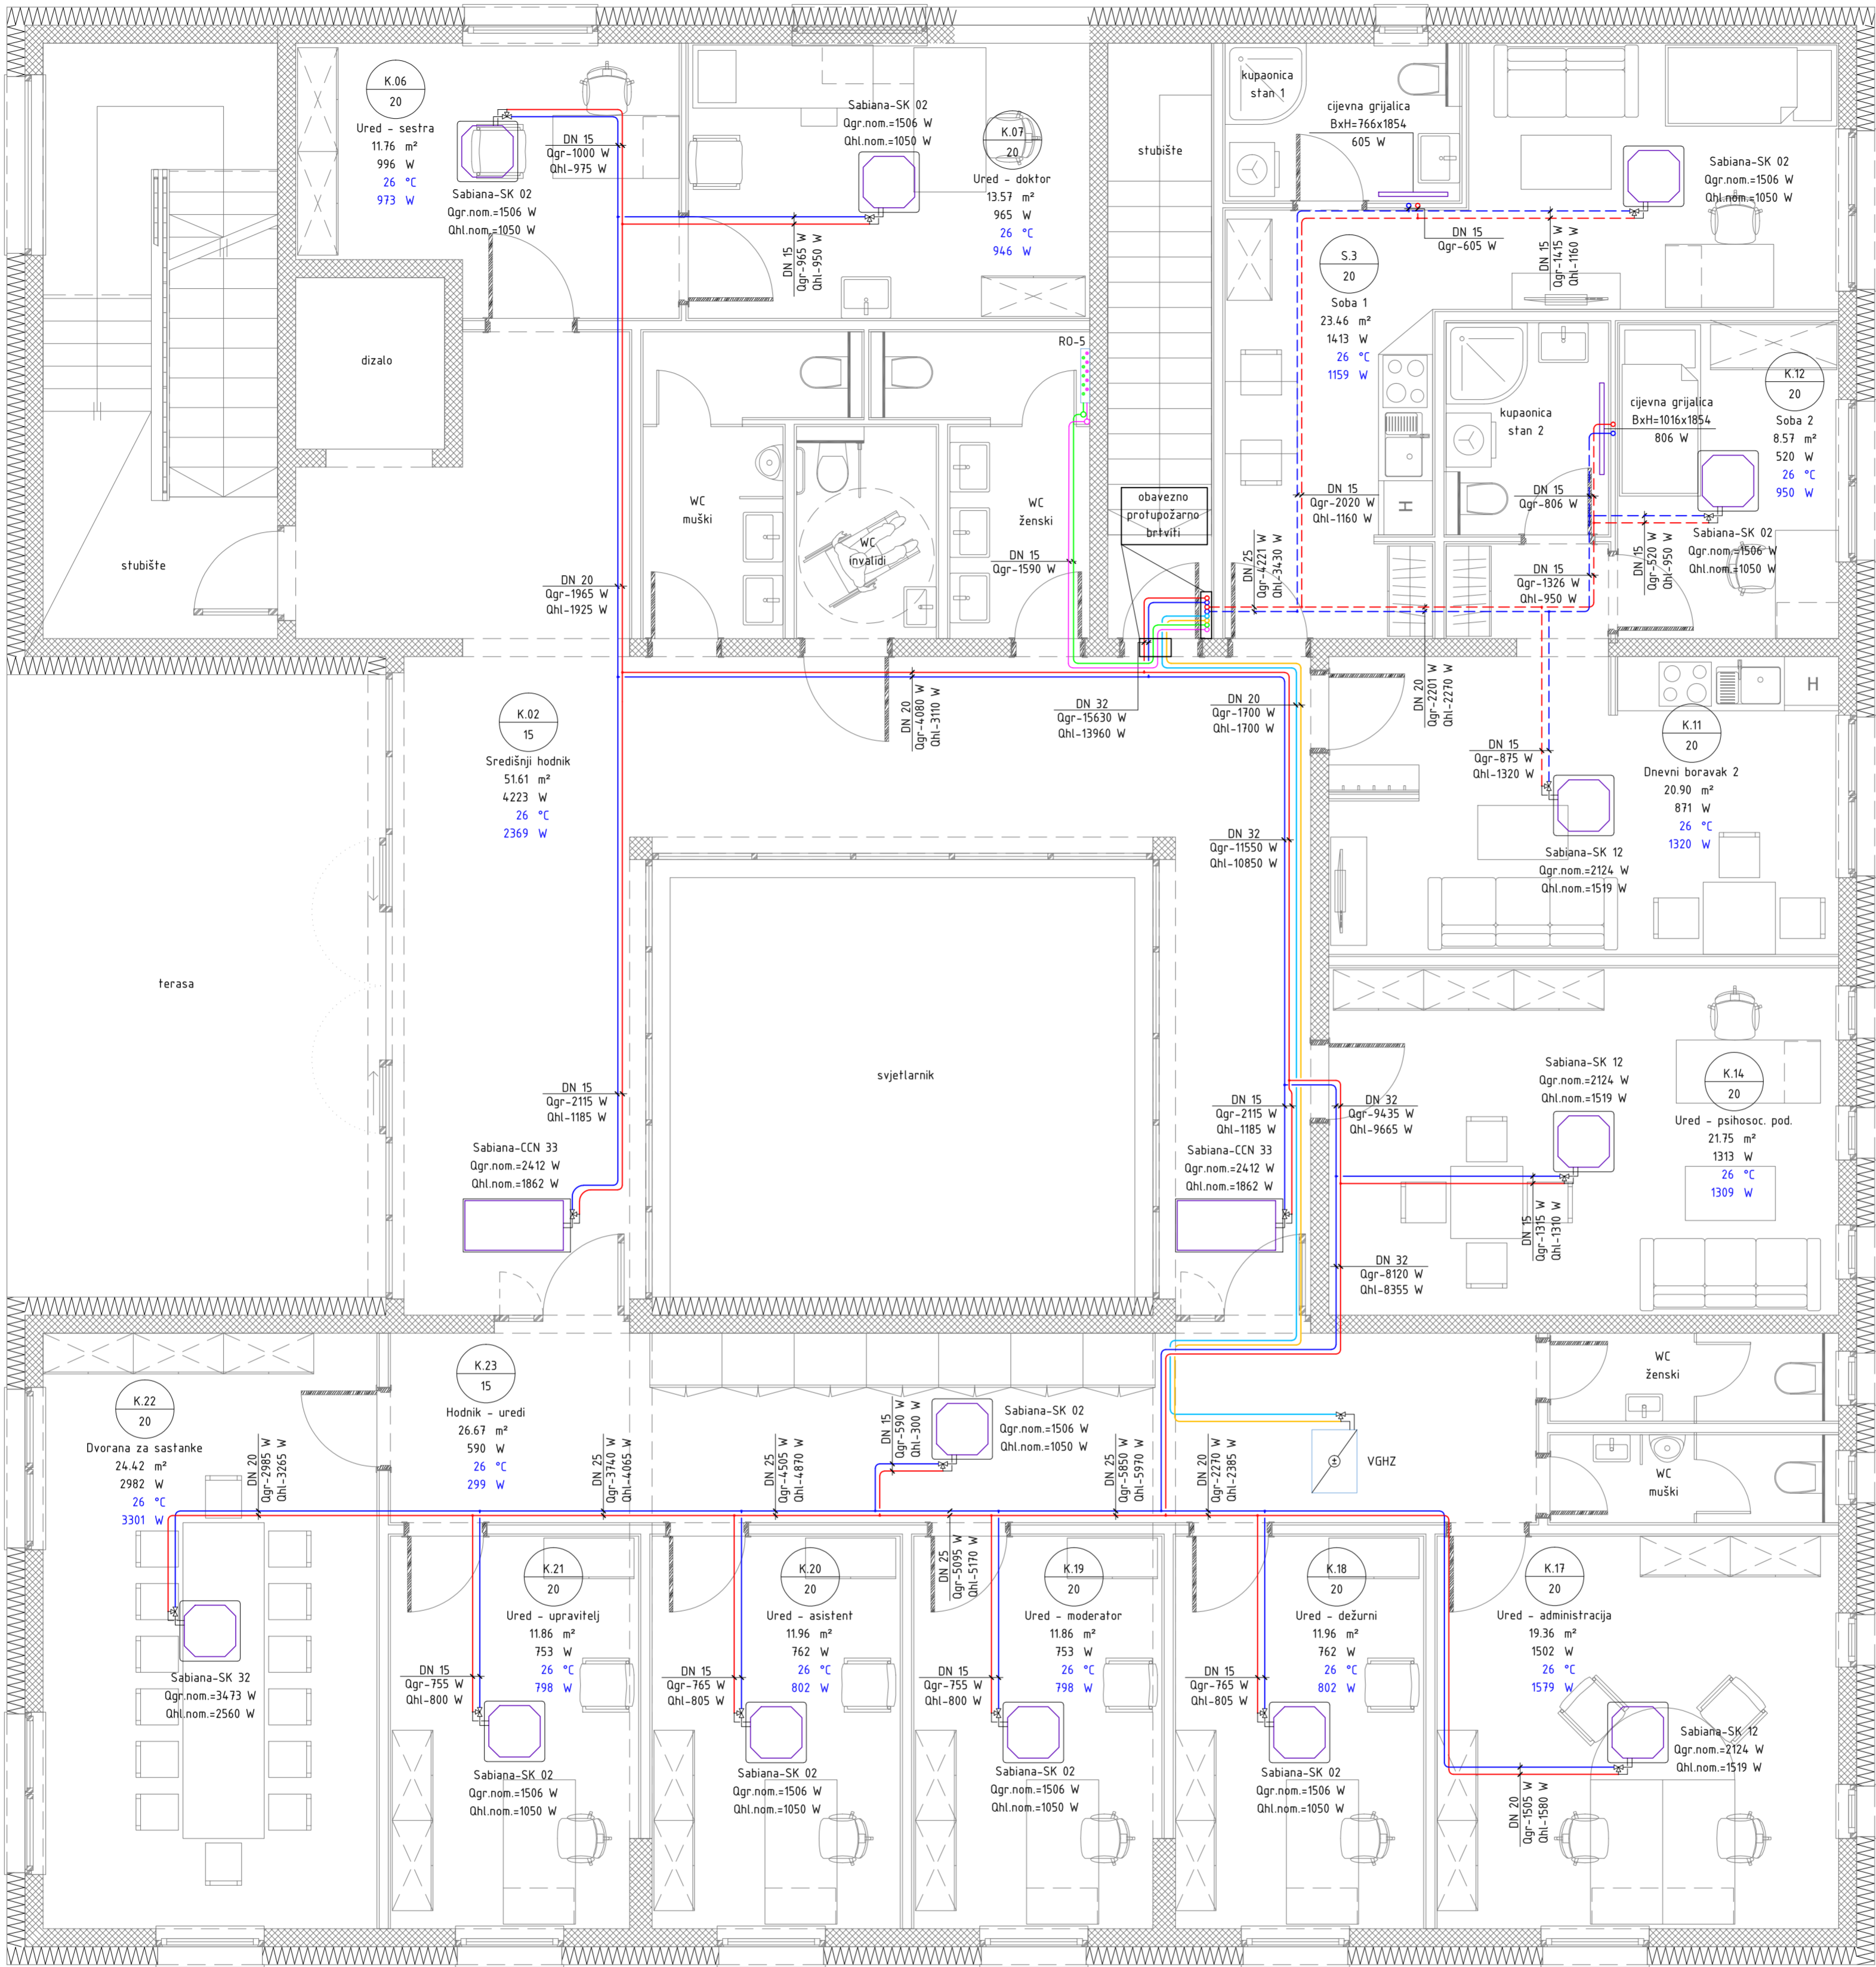 K.06
20
Ured - sestra
11.76 m²
996 W
26 °C
973 W
Sabiana-SK 02
Qgr.nom.=1506 W
Qhl.nom.=1050 W
DN 15
Qgr-1000 W
Qhl-975 W
Sabiana-SK 02
Qgr.nom.=1506 W
Qhl.nom.=1050 W
K.07
20
Ured - doktor
13.57 m²
965 W
26 °C
946 W
DN 15
Qgr-965 W
Qhl-950 W
stubište
kupaonica
stan 1
cijevna grijalica
BxH=766x1854
605 W
Sabiana-SK 02
Qgr.nom.=1506 W
Qhl.nom.=1050 W
DN 15
Qgr-605 W
DN 15
Qgr-1415 W
Qhl-1160 W
S.3
20
Soba 1
23.46 m²
1413 W
26 °C
1159 W
dizalo
RO-5
K.12
20
Soba 2
8.57 m²
520 W
26 °C
950 W
cijevna grijalica
BxH=1016x1854
806 W
kupaonica
stan 2
Sabiana-SK 02
Qgr.nom.=1506 W
Qhl.nom.=1050 W
DN 15
Qgr-806 W
DN 15
Qgr-2020 W
Qhl-1160 W
H
obavezno
protupožarno
brtviti
WC
muški
WC
invalidi
WC
ženski
DN 15
Qgr-1590 W
stubište
DN 20
Qgr-1965 W
Qhl-1925 W
DN 25
Qgr-4221 W
Qhl-3430 W
DN 15
Qgr-1326 W
Qhl-950 W
DN 15
Qgr-520 W
Qhl-950 W
K.02
15
Središnji hodnik
51.61 m²
4223 W
26 °C
2369 W
DN 20
Qgr-4080 W
Qhl-3110 W
DN 32
Qgr-15630 W
Qhl-13960 W
DN 20
Qgr-1700 W
Qhl-1700 W
DN 20
Qgr-2201 W
Qhl-2270 W
H
K.11
20
Dnevni boravak 2
20.90 m²
871 W
26 °C
1320 W
DN 15
Qgr-875 W
Qhl-1320 W
Sabiana-SK 12
Qgr.nom.=2124 W
Qhl.nom.=1519 W
DN 32
Qgr-11550 W
Qhl-10850 W
terasa
svjetlarnik
DN 15
Qgr-2115 W
Qhl-1185 W
Sabiana-CCN 33
Qgr.nom.=2412 W
Qhl.nom.=1862 W
DN 15
Qgr-2115 W
Qhl-1185 W
Sabiana-CCN 33
Qgr.nom.=2412 W
Qhl.nom.=1862 W
DN 32
Qgr-9435 W
Qhl-9665 W
Sabiana-SK 12
Qgr.nom.=2124 W
Qhl.nom.=1519 W
K.14
20
Ured - psihosoc. pod.
21.75 m²
1313 W
26 °C
1309 W
DN 15
Qgr-1315 W
Qhl-1310 W
DN 32
Qgr-8120 W
Qhl-8355 W
K.22
20
Dvorana za sastanke
24.42 m²
2982 W
26 °C
3301 W
DN 20
Qgr-2985 W
Qhl-3265 W
K.23
15
Hodnik - uredi
26.67 m²
590 W
26 °C
299 W
DN 25
Qgr-3740 W
Qhl-4065 W
DN 25
Qgr-4505 W
Qhl-4870 W
DN 15
Qgr-590 W
Qhl-300 W
Sabiana-SK 02
Qgr.nom.=1506 W
Qhl.nom.=1050 W
DN 25
Qgr-5850 W
Qhl-5970 W
DN 20
Qgr-2270 W
Qhl-2385 W
VGHZ
WC
ženski
WC
muški
DN 25
Qgr-5095 W
Qhl-5170 W
Sabiana-SK 32
Qgr.nom.=3473 W
Qhl.nom.=2560 W
K.21
20
Ured - upravitelj
11.86 m²
753 W
26 °C
798 W
DN 15
Qgr-755 W
Qhl-800 W
Sabiana-SK 02
Qgr.nom.=1506 W
Qhl.nom.=1050 W
K.20
20
Ured - asistent
11.96 m²
762 W
26 °C
802 W
DN 15
Qgr-765 W
Qhl-805 W
Sabiana-SK 02
Qgr.nom.=1506 W
Qhl.nom.=1050 W
K.19
20
Ured - moderator
11.86 m²
753 W
26 °C
798 W
DN 15
Qgr-755 W
Qhl-800 W
Sabiana-SK 02
Qgr.nom.=1506 W
Qhl.nom.=1050 W
K.18
20
Ured - dežurni
11.96 m²
762 W
26 °C
802 W
DN 15
Qgr-765 W
Qhl-805 W
Sabiana-SK 02
Qgr.nom.=1506 W
Qhl.nom.=1050 W
K.17
20
Ured - administracija
19.36 m²
1502 W
26 °C
1579 W
Sabiana-SK 12
Qgr.nom.=2124 W
Qhl.nom.=1519 W
DN 20
Qgr-1505 W
Qhl-1580 W